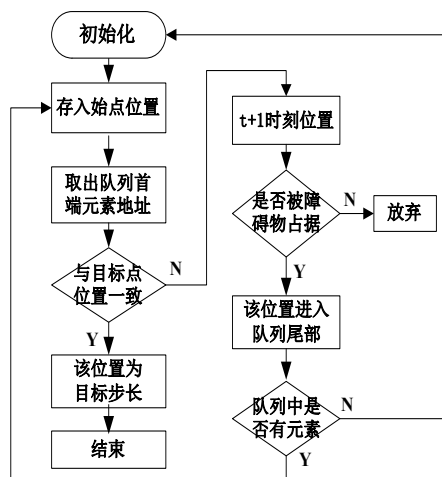 初始化
存入始点位置
取出队列首
端元素地址
与目标点
位置一致
N
Y
该位置为
目标步长
结束
t+1时刻位置
是否被障
碍物占据
N
放弃
Y
该位置进入
队列尾部
队列中是
否有元素
N
Y